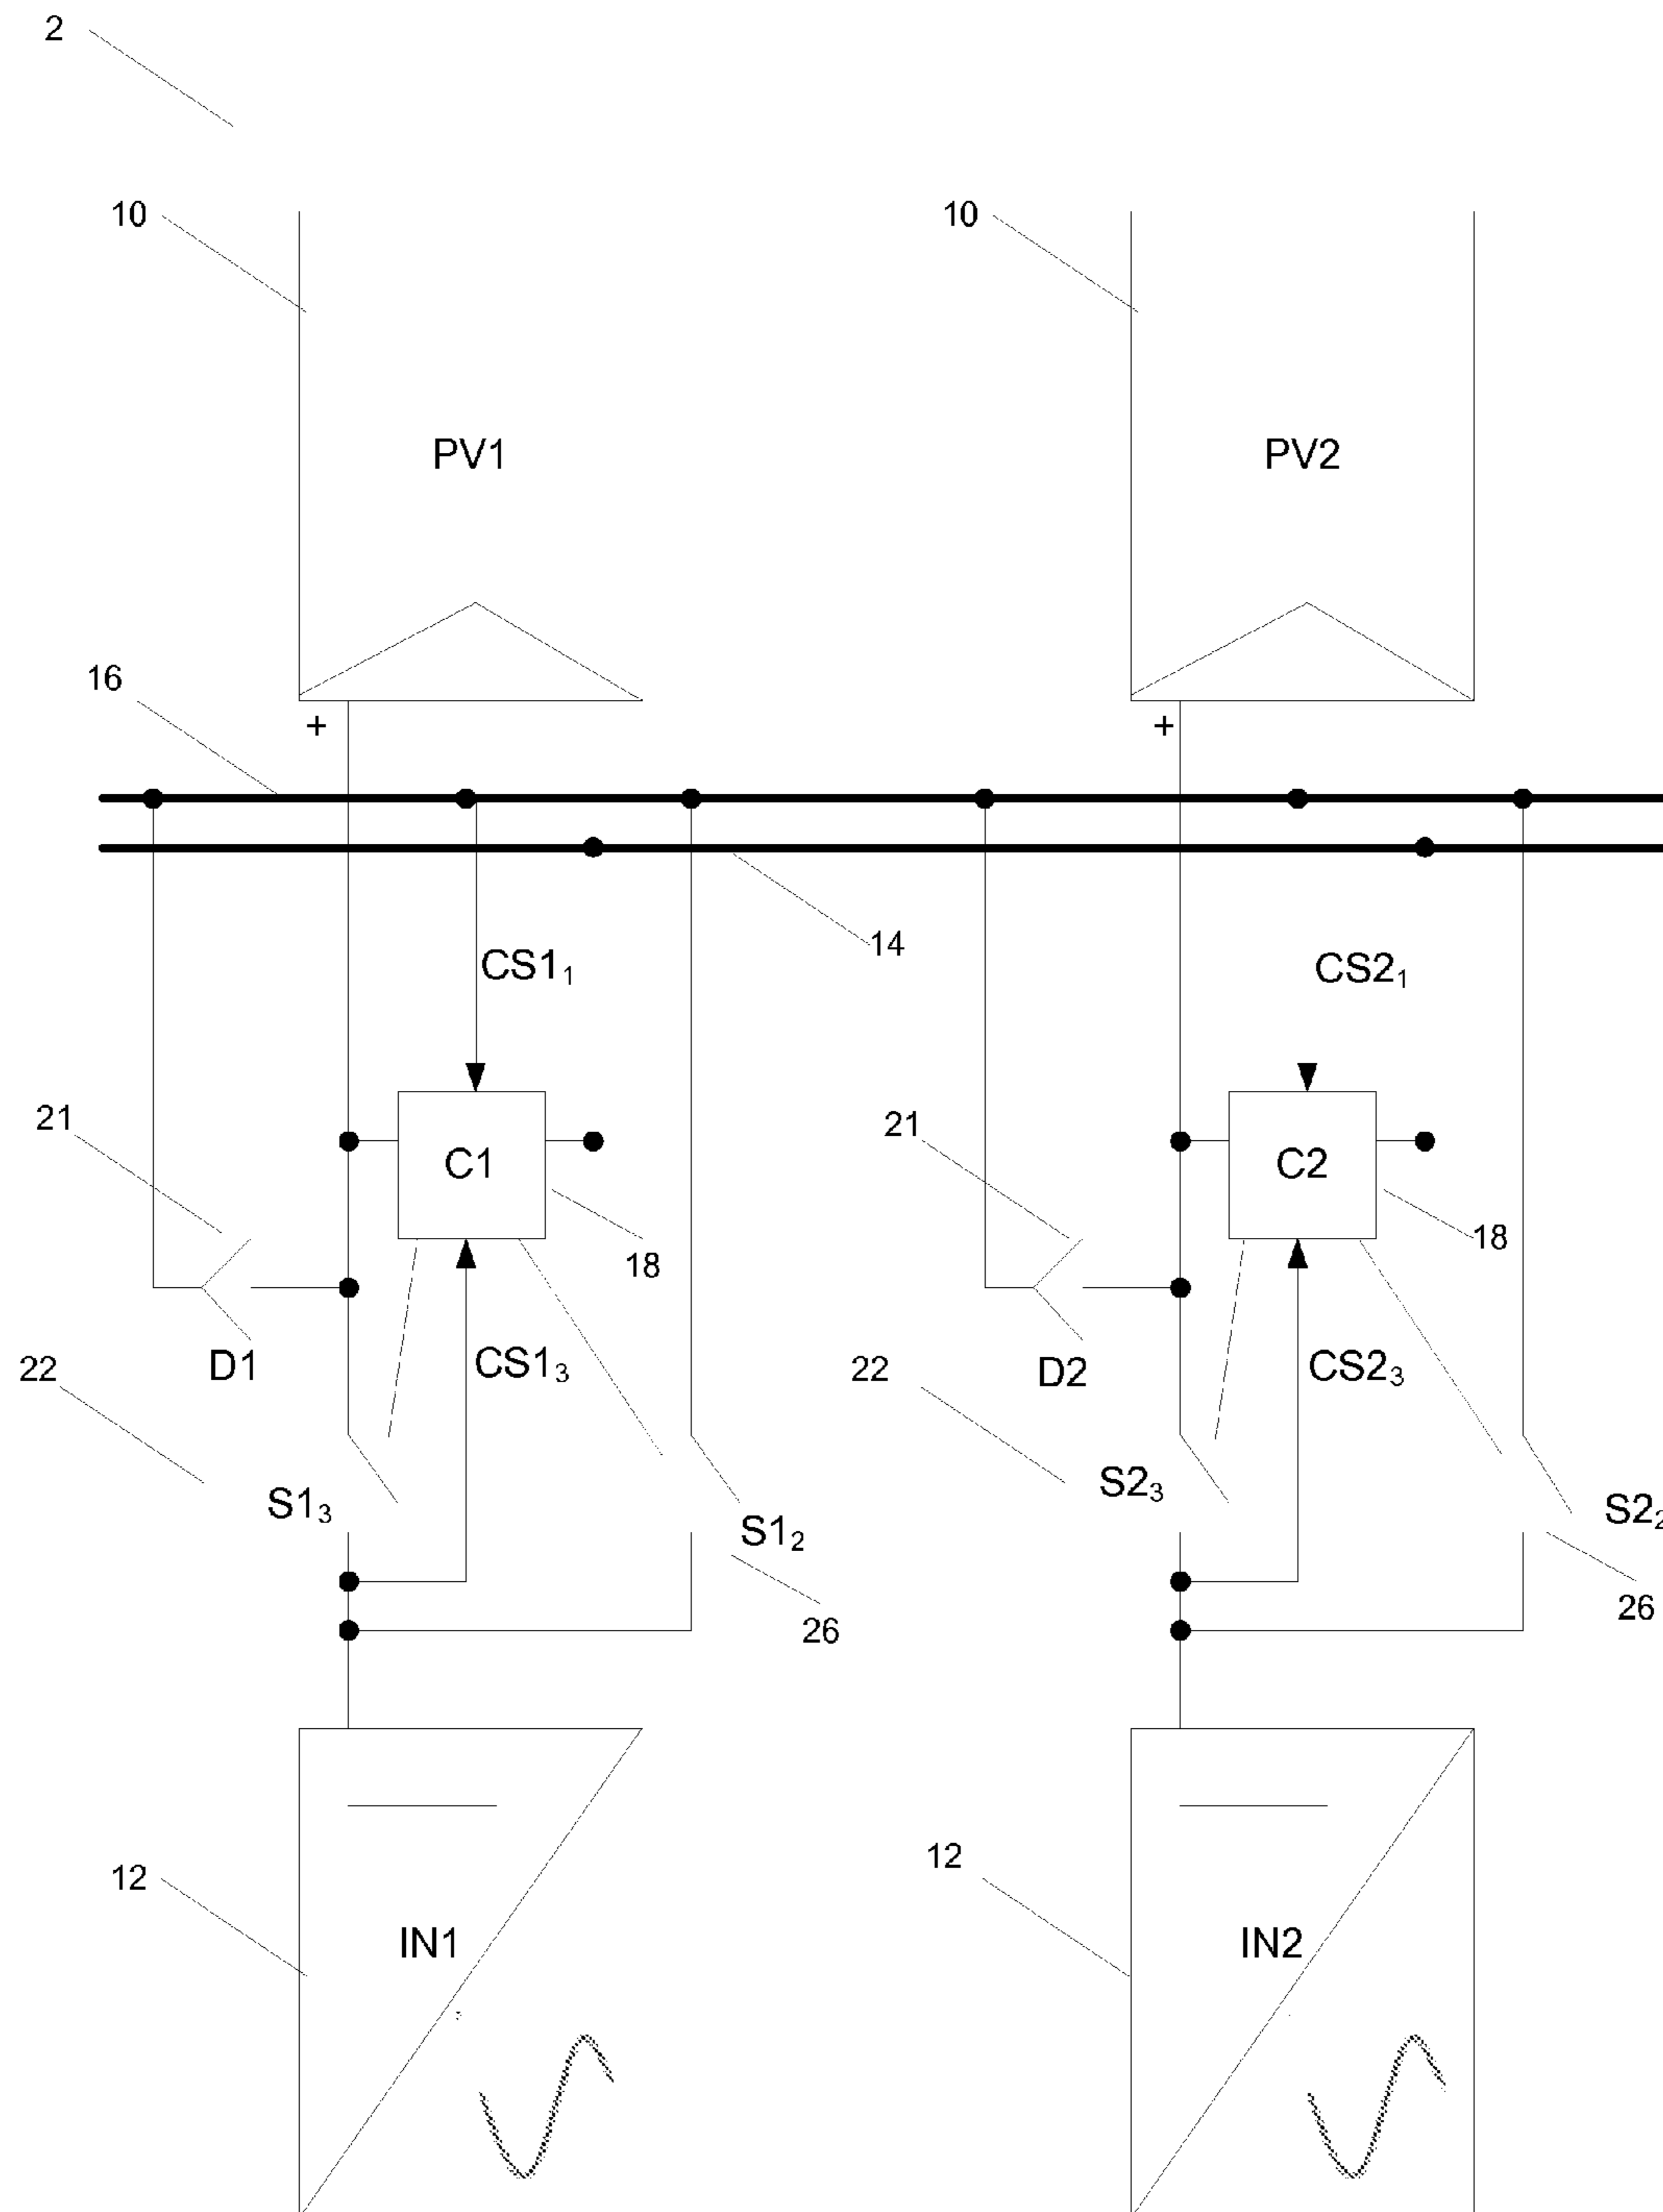 2
10
10
PV1
PV2
16
+
+
14
CS1₁
CS2₁
21
21
C1
C2
18
18
D1
CS1₃
D2
CS2₃
22
22
S1₃
S1₂
S2₃
S2₂
26
26
12
12
IN1
IN2